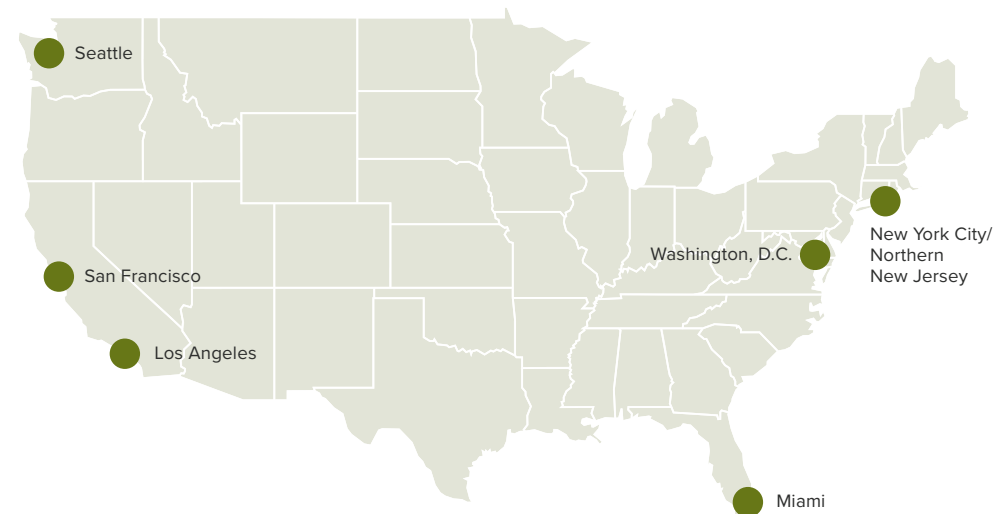 Seattle
New York City/
Northern
New Jersey
Washington, D.C.
San Francisco
Los Angeles
Miami